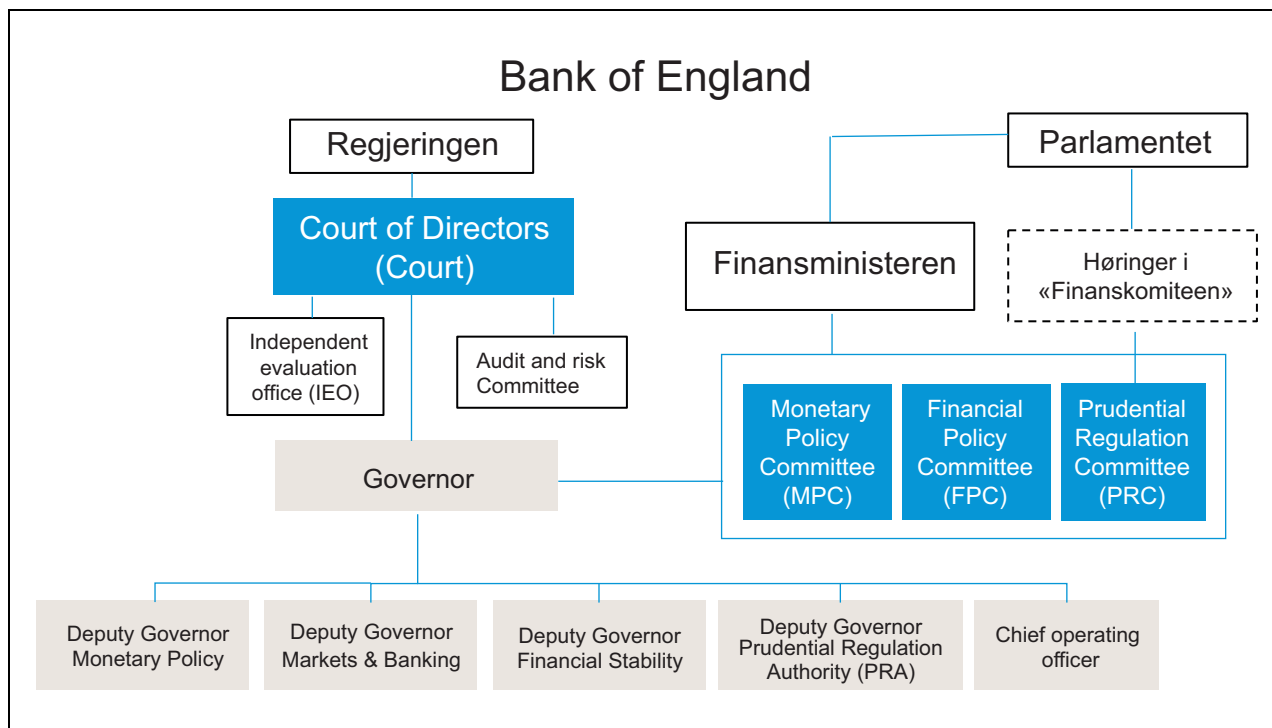 Bank of England
Regjeringen
Parlamentet
Court of Directors
(Court)
Finansministeren
Høringer i
«Finanskomiteen»
Independent
evaluation
office (IEO)
Audit and risk
Committee
Monetary
Policy
Committee
(MPC)
Financial
Policy
Committee
(FPC)
Prudential
Regulation
Committee
(PRC)
Governor
Deputy Governor
Monetary Policy
Deputy Governor
Markets & Banking
Deputy Governor
Financial Stability
Deputy Governor
Prudential Regulation
Authority (PRA)
Chief operating
officer